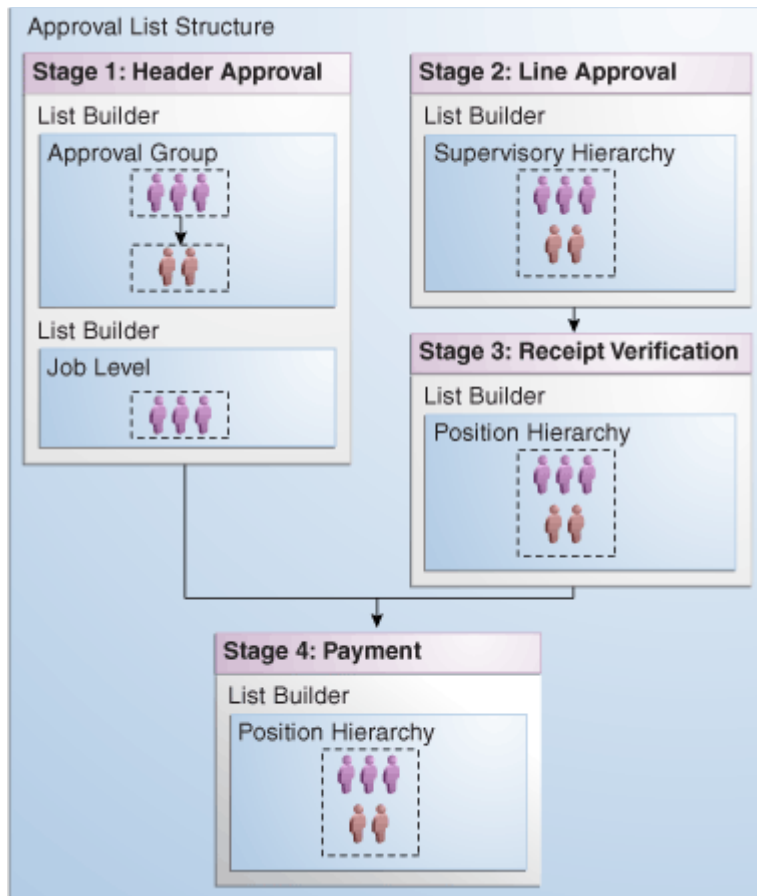 Approval List Structure
Stage 1: Header Approval
List Builder
Approval Group
List Builder
Job Level
Stage 2: Line Approval
List Builder
Supervisory Hierarchy
Stage 3: Receipt Verification
List Builder
Position Hierarchy
Stage 4: Payment
List Builder
Position Hierarchy